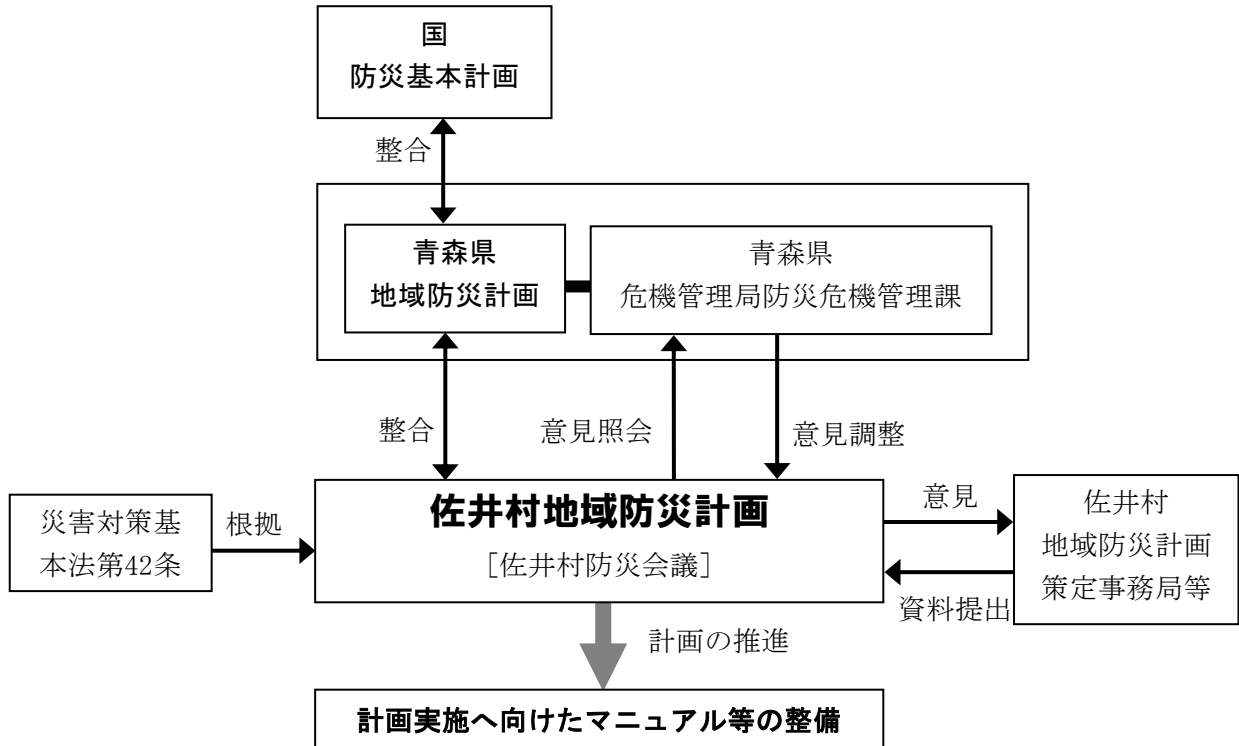 国
防災基本計画
整合
青森県
地域防災計画
青森県
危機管理局防災危機管理課
整合
意見照会
意見調整
災害対策基
本法第42条
根拠
佐井村地域防災計画
［佐井村防災会議］
意見
資料提出
佐井村
地域防災計画
策定事務局等
計画の推進
計画実施へ向けたマニュアル等の整備